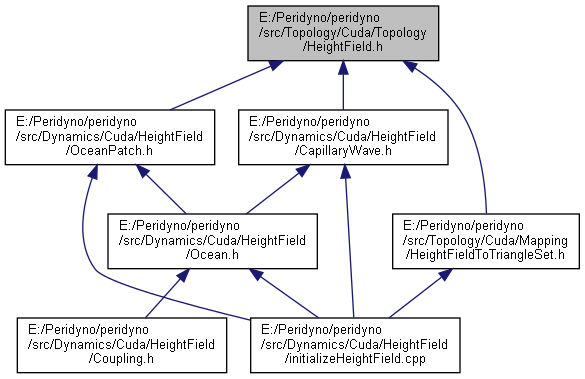 E:/Peridyno/peridyno
/src/Topology/Cuda/Topology
/HeightField.h
E:/Peridyno/peridyno
/src/Dynamics/Cuda/HeightField
/OceanPatch.h
E:/Peridyno/peridyno
/src/Dynamics/Cuda/HeightField
/CapillaryWave.h
E:/Peridyno/peridyno
/src/Dynamics/Cuda/HeightField
/Ocean.h
E:/Peridyno/peridyno
/src/Topology/Cuda/Mapping
/HeightFieldToTriangleSet.h
E:/Peridyno/peridyno
/src/Dynamics/Cuda/HeightField
/Coupling.h
E:/Peridyno/peridyno
/src/Dynamics/Cuda/HeightField
/initializeHeightField.cpp